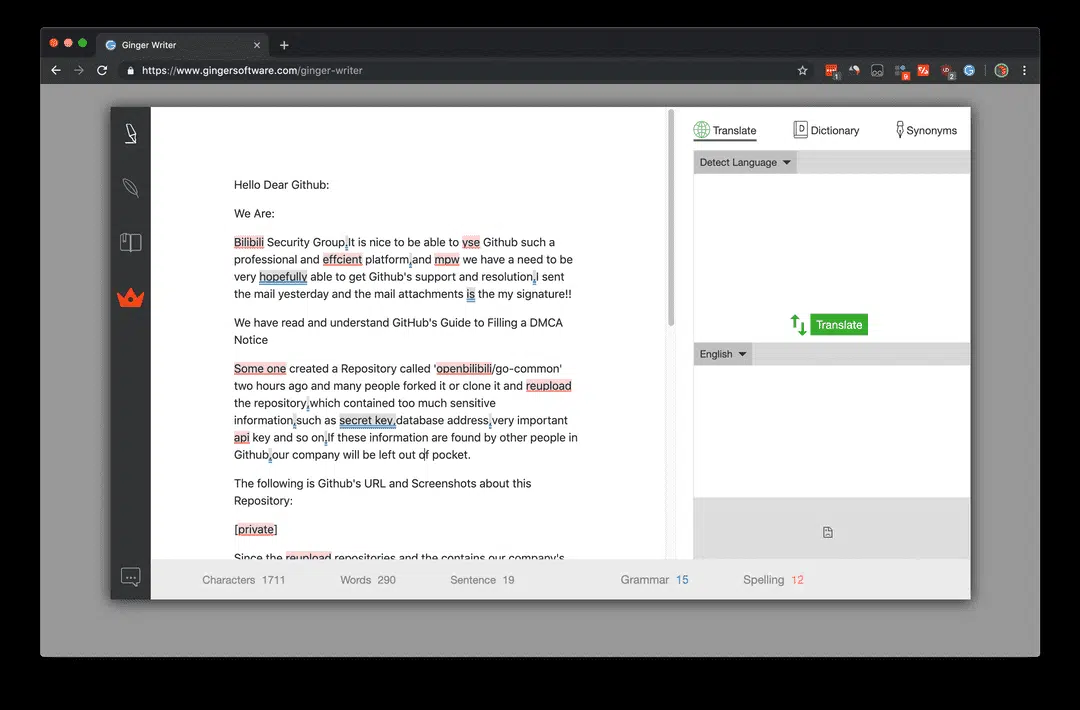 Ginger Writer
https://www.gingersoftware.com/ginger-writer
Hello Dear Github:
We Are:
Bilibili Security Group,It is nice to be able to yse Github such a
professional and effcient platform,and mpw we have a need to be
very hopefully able to get Github's support and resolution,I sent
the mail yesterday and the mail attachments is the my signature!!
We have read and understand GitHub's Guide to Filling a DMCA
Notice
Some one created a Repository called 'openbilibili/go-common'
two hours ago and many people forked it or clone it and reupload
the repository,which contained too much sensitive
information,such as secret key,database address,very important
api key and so on,If these information are found by other people in
Github,our company will be left out of pocket.
The following is Github's URL and Screenshots about this
Repository:
[private]
Since the reupload repositories and the contains our company's
Translate
Dictionary
Synonyms
Detect Language
Translate
English
Characters 1711
Words 290
Sentence 19
Grammar 15
Spelling 12